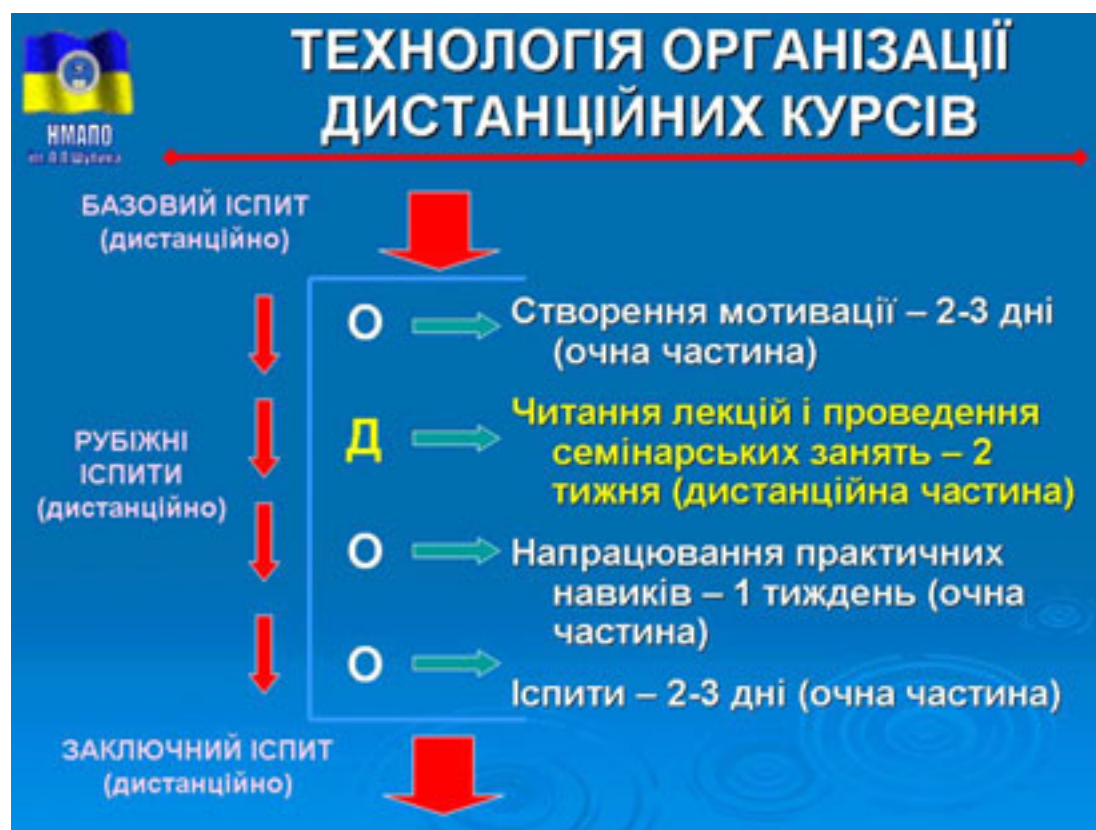 ТЕХНОЛОГІЯ ОРГАНІЗАЦІЇ
ДИСТАНЦІЙНИХ КУРСІВ
НМАПО
ім. П.Л.Шупика
БАЗОВИЙ ІСПИТ
(дистанційно)
О
Створення мотивації – 2-3 дні
(очна частина)
РУБІЖНІ
ІСПИТИ
(дистанційно)
Д
Читання лекцій і проведення
семінарських занять – 2
тижня (дистанційна частина)
О
Напрацювання практичних
навиків – 1 тиждень (очна
частина)
О
Іспити – 2-3 дні (очна частина)
ЗАКЛЮЧНИЙ ІСПИТ
(дистанційно)